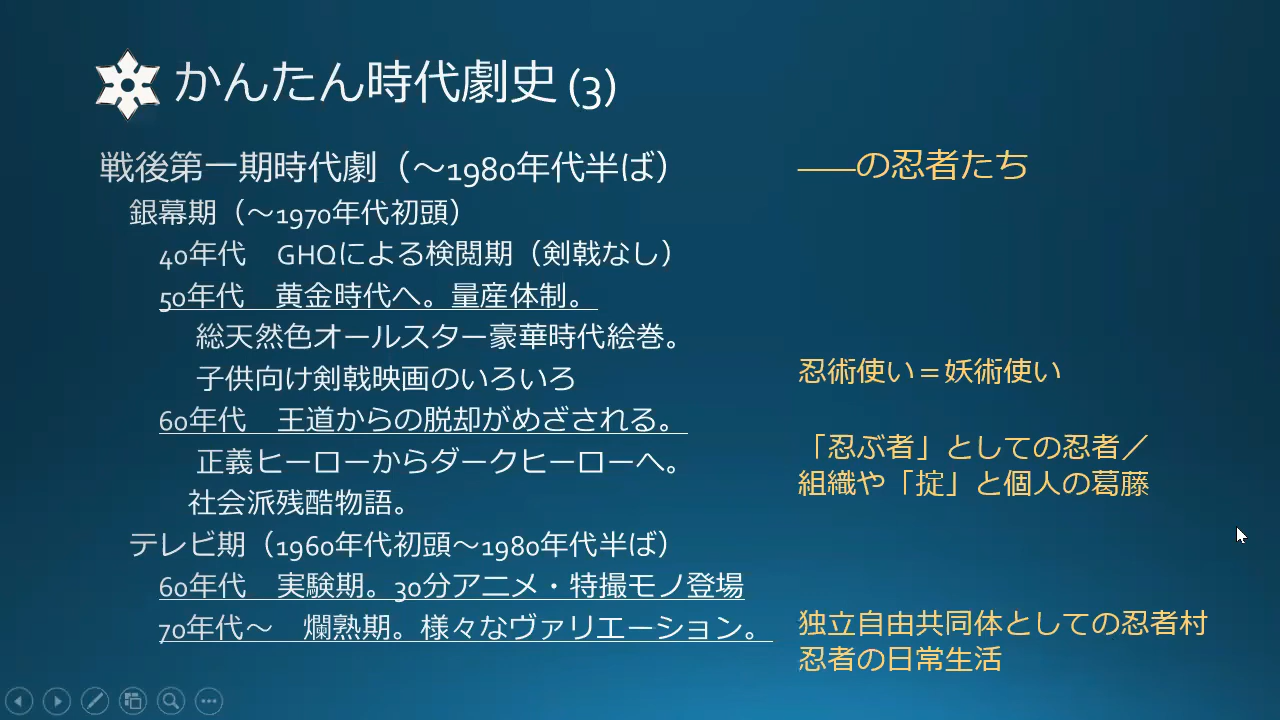 かんたん時代劇史 (3)
戦後第一期時代劇（～1980年代半ば）
銀幕期（～1970年代初頭）
40年代　GHQによる検閲期（剣戟なし）
50年代　黄金時代へ。量産体制。
総天然色オールスター豪華時代絵巻。
子供向け剣戟映画のいろいろ
60年代　王道からの脱却がめざされる。
正義ヒーローからダークヒーローへ。
社会派残酷物語。
テレビ期（1960年代初頭～1980年代半ば）
60年代　実験期。30分アニメ・特撮モノ登場
70年代～　爛熟期。様々なヴァリエーション。
――の忍者たち
忍術使い＝妖術使い
「忍ぶ者」としての忍者／
組織や「掟」と個人の葛藤
独立自由共同体としての忍者村
忍者の日常生活